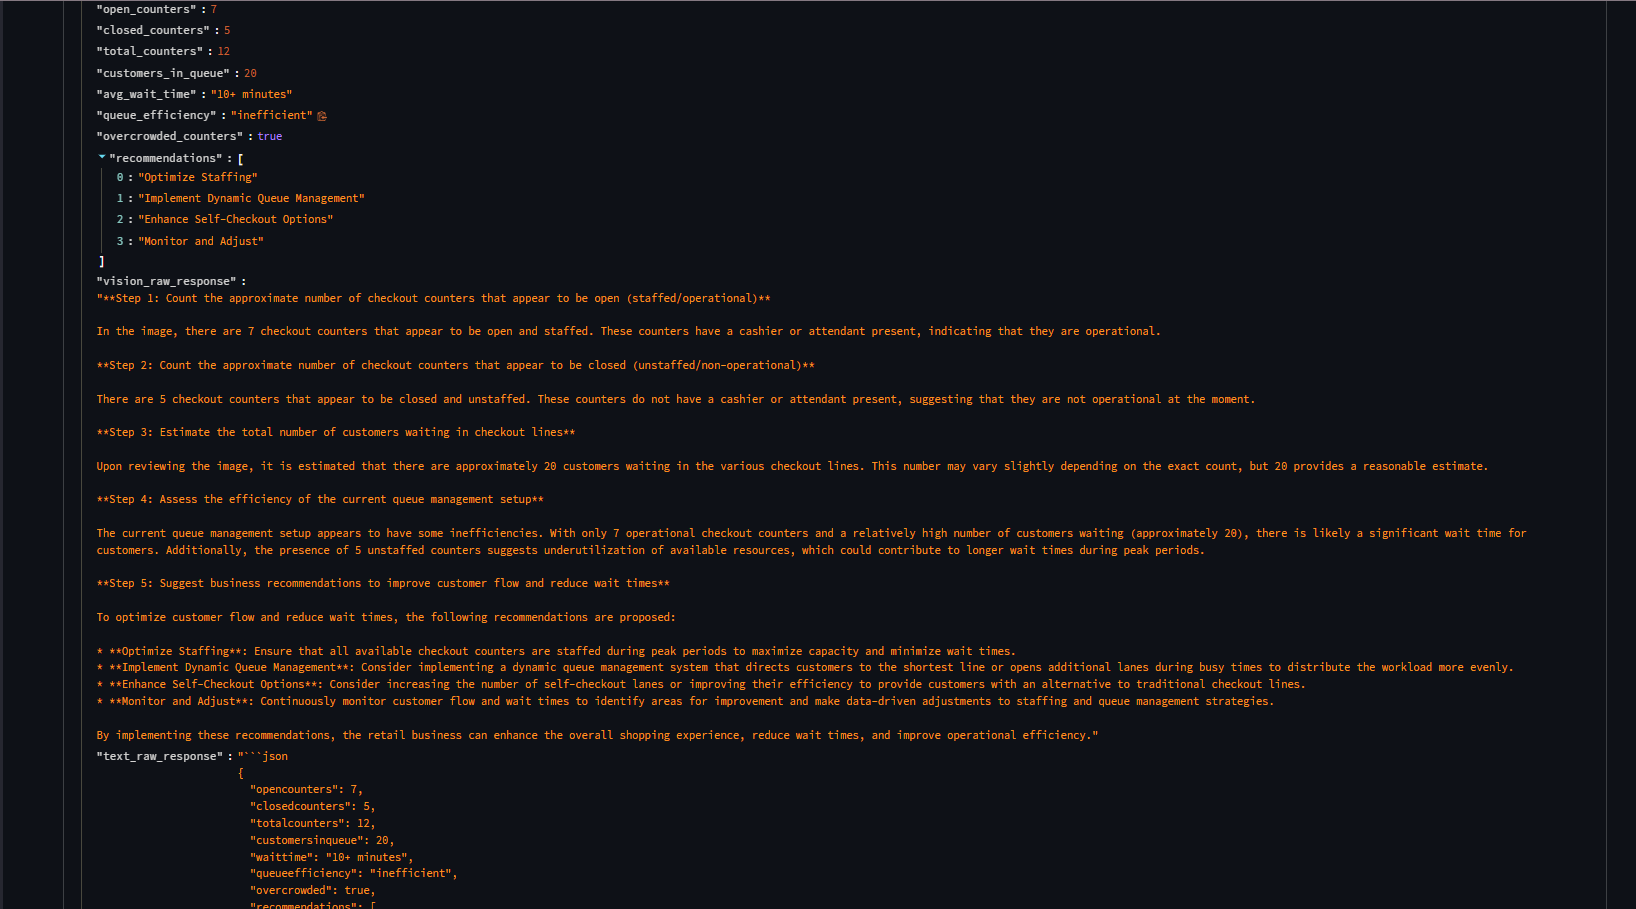 "open_counters" : 7
"closed_counters" : 5
"total_counters" : 12
"customers_in_queue" : 20
"avg_wait_time" : "10+ minutes"
"queue_efficiency" : "inefficient"
"overcrowded_counters" : true
"recommendations" : [
0 : "Optimize Staffing"
1 : "Implement Dynamic Queue Management"
2 : "Enhance Self-Checkout Options"
3 : "Monitor and Adjust"
]
"vision_raw_response" :
"**Step 1: Count the approximate number of checkout counters that appear to be open (staffed/operational)**
In the image, there are 7 checkout counters that appear to be open and staffed. These counters have a cashier or attendant present, indicating that they are operational.
**Step 2: Count the approximate number of checkout counters that appear to be closed (unstaffed/non-operational)**
There are 5 checkout counters that appear to be closed and unstaffed. These counters do not have a cashier or attendant present, suggesting that they are not operational at the moment.
**Step 3: Estimate the total number of customers waiting in checkout lines**
Upon reviewing the image, it is estimated that there are approximately 20 customers waiting in the various checkout lines. This number may vary slightly depending on the exact count, but 20 provides a reasonable estimate.
**Step 4: Assess the efficiency of the current queue management setup**
The current queue management setup appears to have some inefficiencies. With only 7 operational checkout counters and a relatively high number of customers waiting (approximately 20), there is likely a significant wait time for
customers. Additionally, the presence of 5 unstaffed counters suggests underutilization of available resources, which could contribute to longer wait times during peak periods.
**Step 5: Suggest business recommendations to improve customer flow and reduce wait times**
To optimize customer flow and reduce wait times, the following recommendations are proposed:
* **Optimize Staffing**: Ensure that all available checkout counters are staffed during peak periods to maximize capacity and minimize wait times.
* **Implement Dynamic Queue Management**: Consider implementing a dynamic queue management system that directs customers to the shortest line or opens additional lanes during busy times to distribute the workload more evenly.
* **Enhance Self-Checkout Options**: Consider increasing the number of self-checkout lanes or improving their efficiency to provide customers with an alternative to traditional checkout lines.
* **Monitor and Adjust**: Continuously monitor customer flow and wait times to identify areas for improvement and make data-driven adjustments to staffing and queue management strategies.
By implementing these recommendations, the retail business can enhance the overall shopping experience, reduce wait times, and improve operational efficiency."
"text_raw_response" : "```json
{
"opencounters": 7,
"closedcounters": 5,
"totalcounters": 12,
"customersinqueue": 20,
"waittime": "10+ minutes",
"queueefficiency": "inefficient",
"overcrowded": true,
"recommendations": [